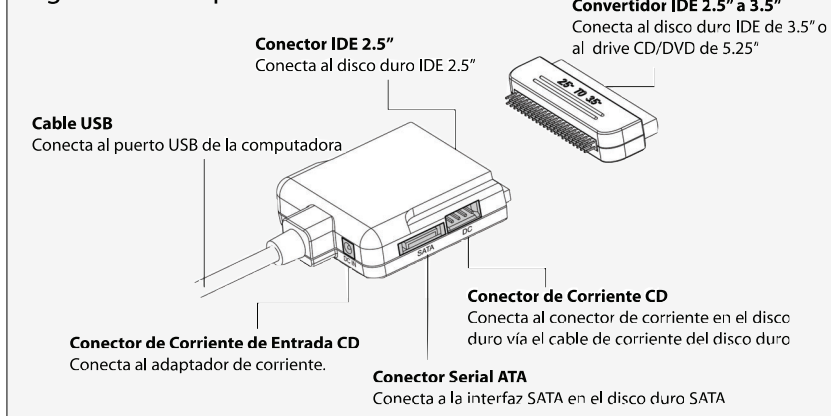 Convertidor IDE 2.5” a 3.5”
Conecta al disco duro IDE de 3.5” o
al drive CD/DVD de 5.25”
Conector IDE 2.5”
Conecta al disco duro IDE 2.5”
2.5" TO 3.5"
Cable USB
Conecta al puerto USB de la computadora
DC IN
SATA
DC
Conector de Corriente CD
Conecta al conector de corriente en el disco
duro vía el cable de corriente del disco duro
Conector de Corriente de Entrada CD
Conecta al adaptador de corriente.
Conector Serial ATA
Conecta a la interfaz SATA en el disco duro SATA